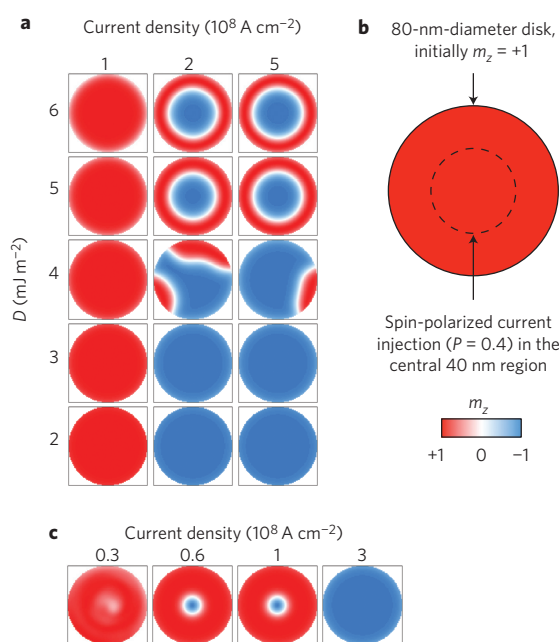 a
Current density (10⁸ A cm⁻²)
1 2 5
6
5
4
3
2
D (mJ m⁻²)
b
80-nm-diameter disk,
initially m_z = +1
Spin-polarized current
injection (P = 0.4) in the
central 40 nm region
m_z
+1 0 −1
c
Current density (10⁸ A cm⁻²)
0.3 0.6 1 3